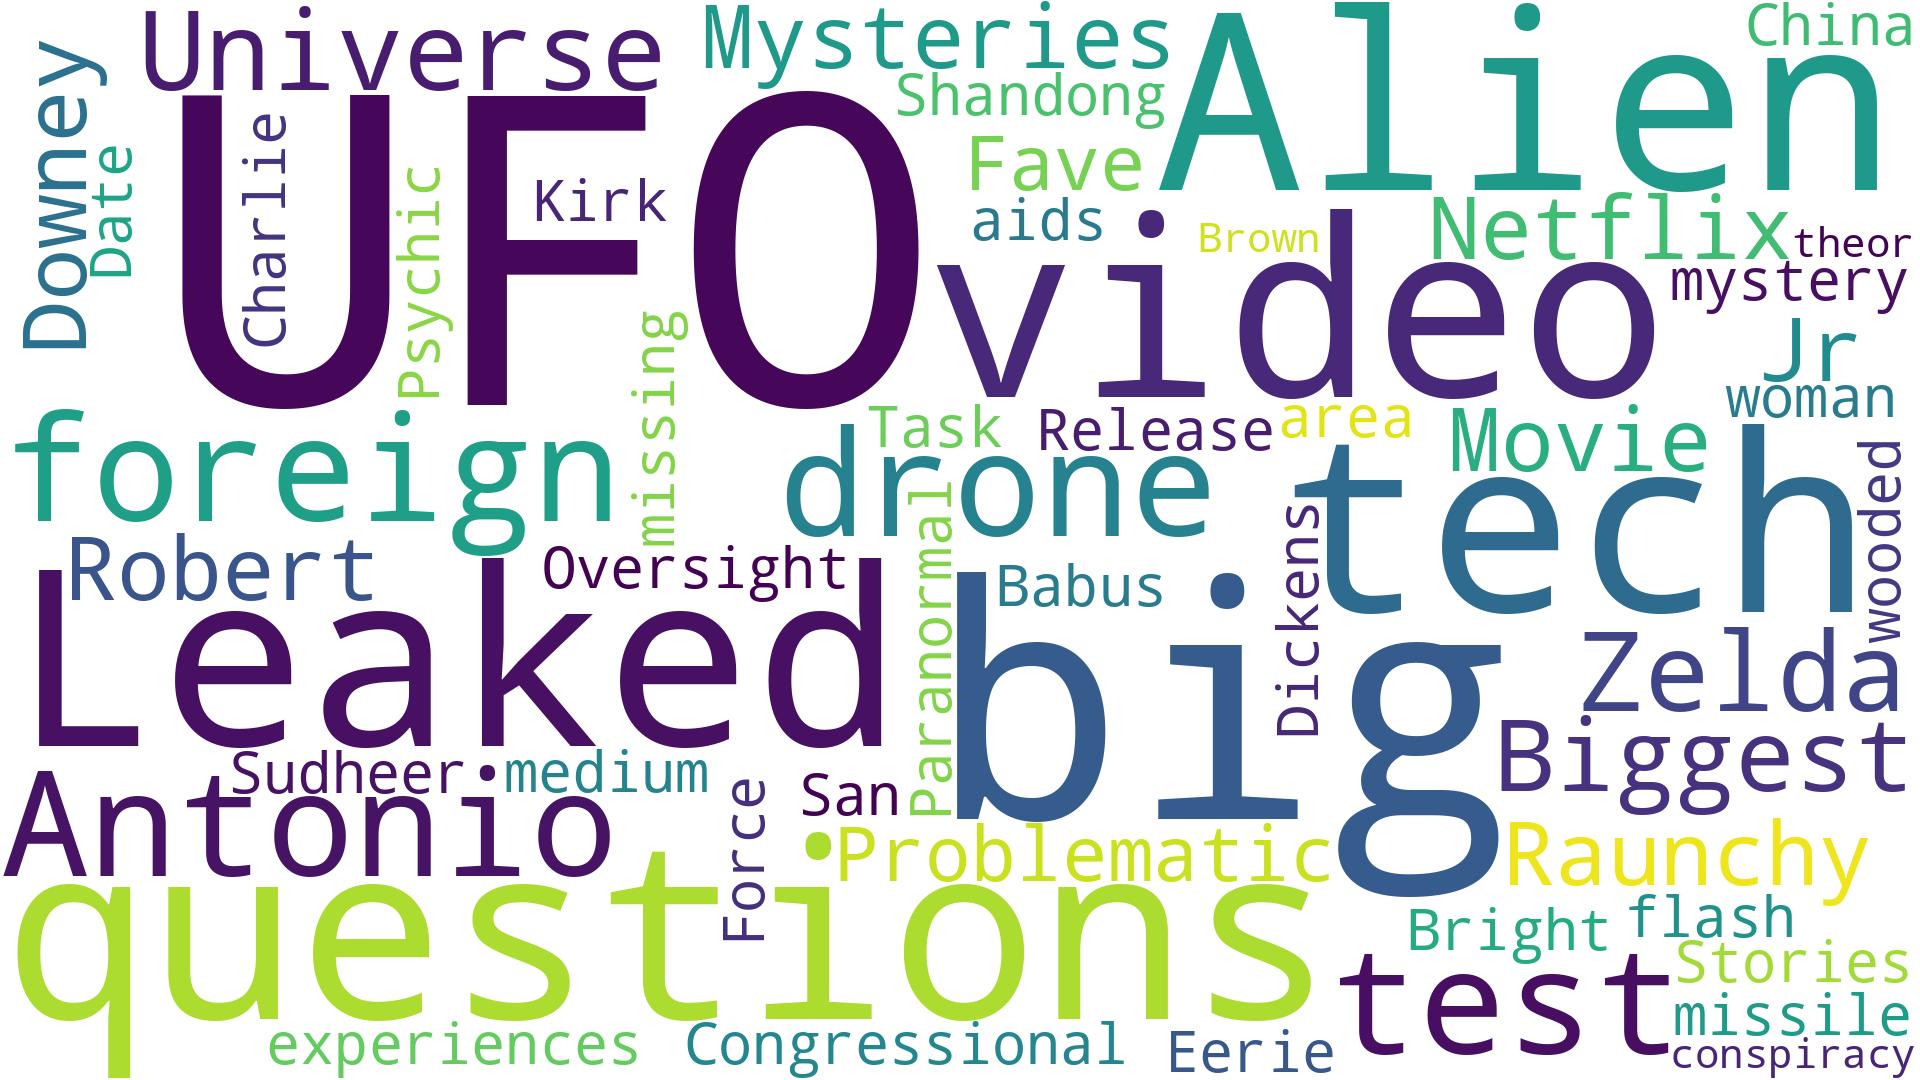 Universe
Mysteries
Alien
China
Downey
Date
UFO
Charlie
Psychic
Kirk
Shandong
Fave
aids
video
Brown
Netflix
theor
mystery
Jr
woman
foreign
missing
Task
Release
area
Movie
drone
tech
wooded
Robert
Oversight
Paranormal
Babus
Dickens
Leaked
big
Zelda
Biggest
Sudheer
medium
San
Antonio
Force
Problematic
Raunchy
questions
Bright
flash
Stories
test
missile
experiences
Congressional
Eerie
conspiracy